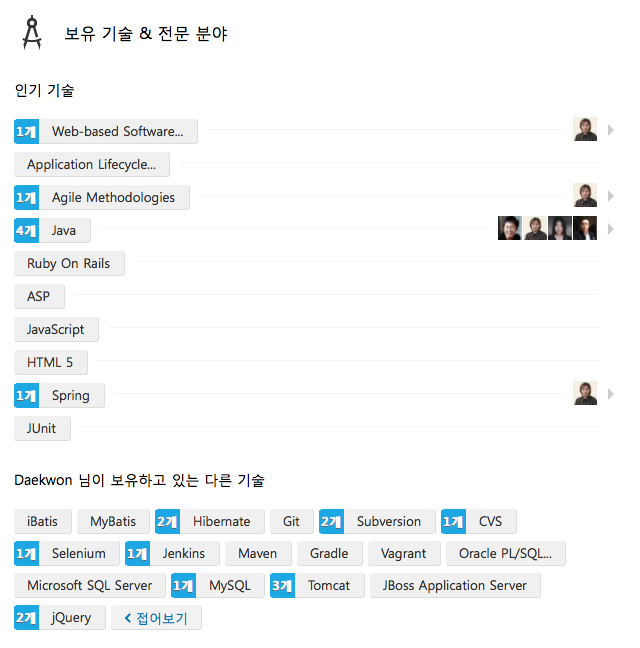 보유 기술 & 전문 분야
인기 기술
1개 Web-based Software...
Application Lifecycle...
1개 Agile Methodologies
4개 Java
Ruby On Rails
ASP
JavaScript
HTML 5
1개 Spring
JUnit
Daekwon 님이 보유하고 있는 다른 기술
iBatis MyBatis 2개 Hibernate Git 2개 Subversion 1개 CVS
1개 Selenium 1개 Jenkins Maven Gradle Vagrant Oracle PL/SQL...
Microsoft SQL Server 1개 MySQL 3개 Tomcat JBoss Application Server
2개 jQuery 접어보기